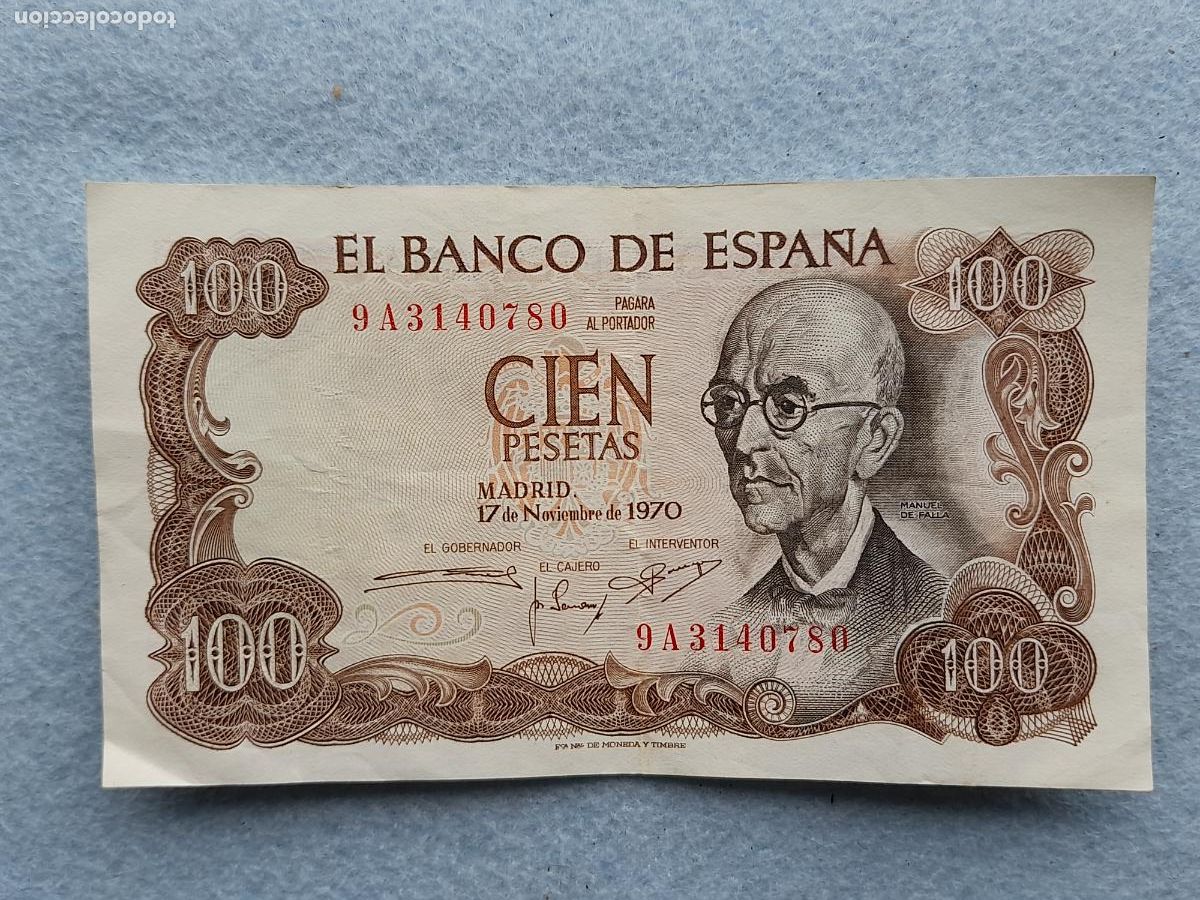 todocoleccion
EL BANCO DE ESPAÑA
100
100
9A3140780
PAGARA
AL PORTADOR
CIEN
PESETAS
MADRID.
17 de Noviembre de 1970
MANUEL
DE FALLA
EL GOBERNADOR
EL INTERVENTOR
EL CAJERO
9A3140780
100
100
Fca Nal DE MONEDA Y TIMBRE